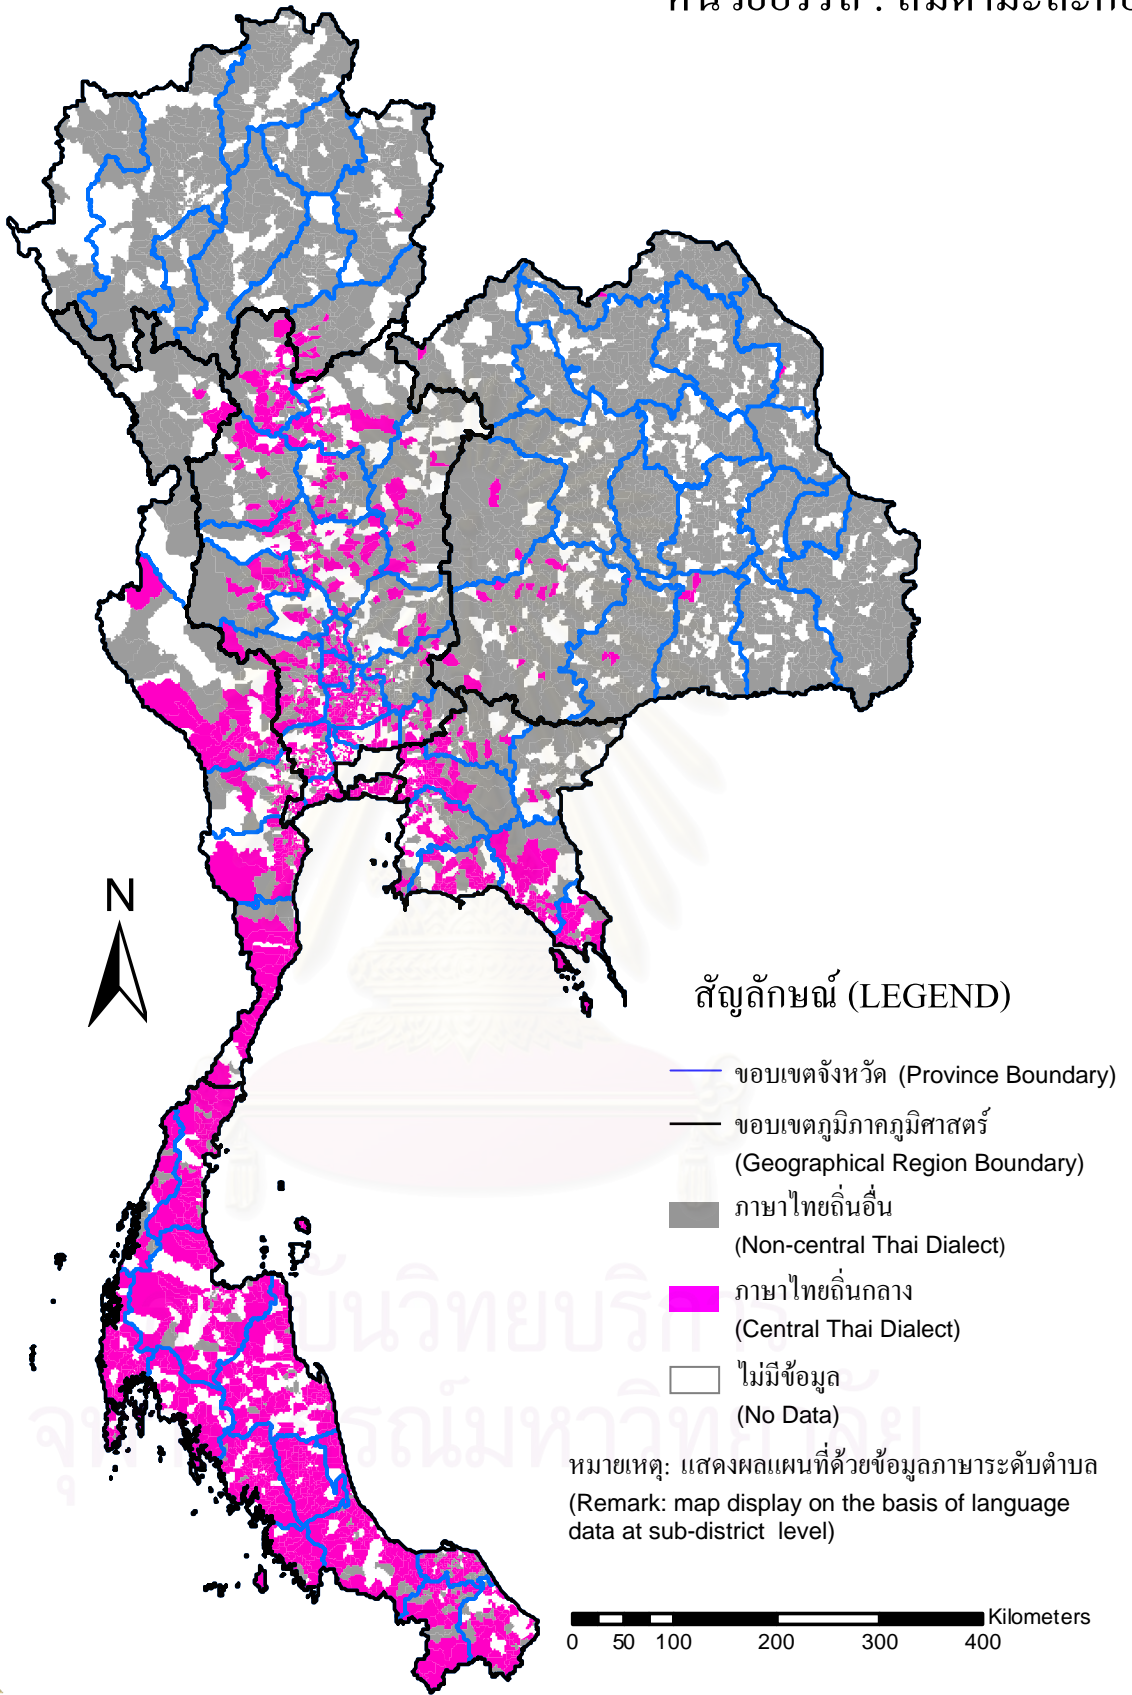 N
สัญลักษณ์ (LEGEND)
ขอบเขตจังหวัด (Province Boundary)
ขอบเขตภูมิภาคภูมิศาสตร์
(Geographical Region Boundary)
ภาษาไทยถิ่นอื่น
(Non-central Thai Dialect)
ภาษาไทยถิ่นกลาง
(Central Thai Dialect)
ไม่มีข้อมูล
(No Data)
หมายเหตุ: แสดงผลแผนที่ด้วยข้อมูลภาษาระดับตำบล
(Remark: map display on the basis of language
data at sub-district level)
Kilometers
0 50 100 200 300 400